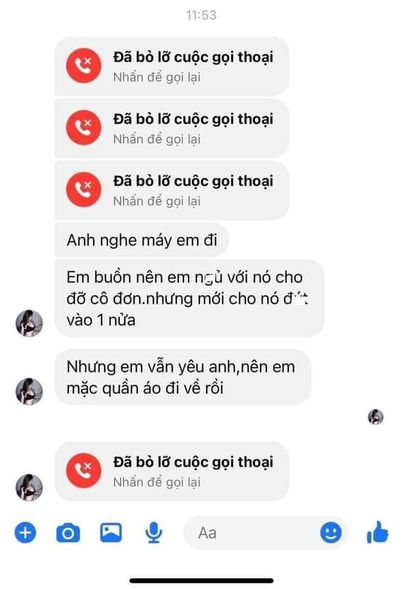 11:53
Đã bỏ lỡ cuộc gọi thoại
Nhấn để gọi lại
Đã bỏ lỡ cuộc gọi thoại
Nhấn để gọi lại
Đã bỏ lỡ cuộc gọi thoại
Nhấn để gọi lại
Anh nghe máy em đi
Em buồn nên em ngủ với nó cho
đỡ cô đơn.nhưng mới cho nó đút
vào 1 nửa
Nhưng em vẫn yêu anh,nên em
mặc quần áo đi về rồi
Đã bỏ lỡ cuộc gọi thoại
Nhấn để gọi lại
Aa